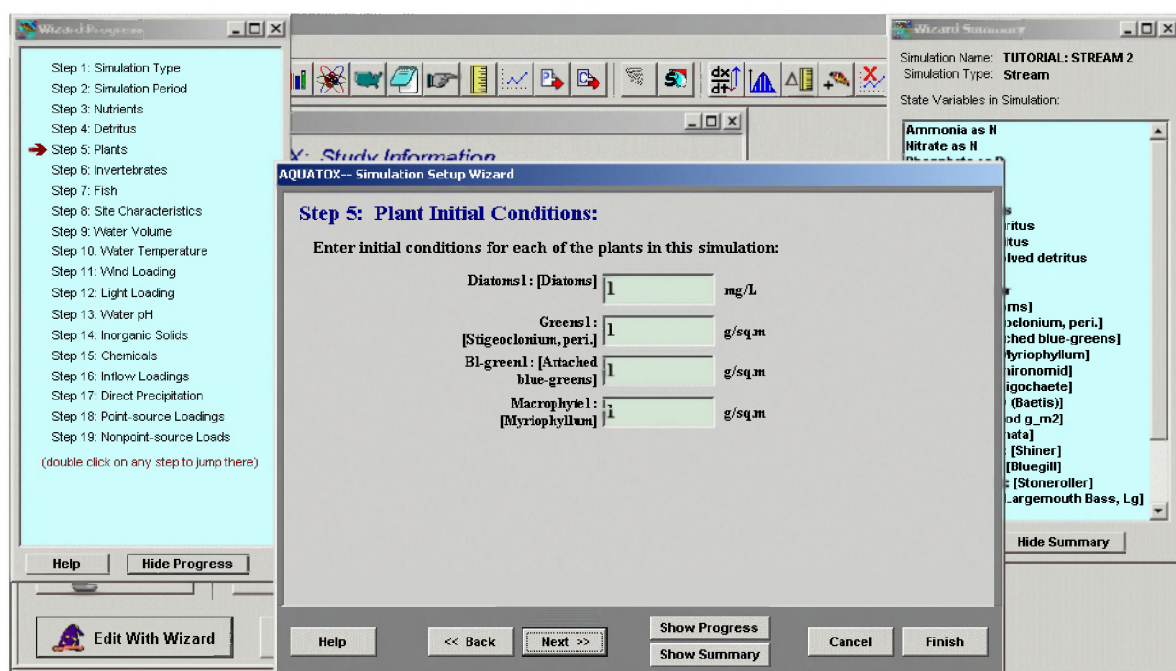 Wizard Progress
Step 1: Simulation Type
Step 2: Simulation Period
Step 3: Nutrients
Step 4: Detritus
Step 5: Plants
Step 6: Invertebrates
Step 7: Fish
Step 8: Site Characteristics
Step 9: Water Volume
Step 10. Water Temperature
Step 11: Wind Loading
Step 12: Light Loading
Step 13. Water pH
Step 14: Inorganic Solids
Step 15: Chemicals
Step 16: Inflow Loadings
Step 17: Direct Precipitation
Step 18: Point-source Loadings
Step 19: Nonpoint-source Loads
(double click on any step to jump there)
Help Hide Progress
Edit With Wizard
X: Study Information
AQUATOX-- Simulation Setup Wizard
Step 5: Plant Initial Conditions:
Enter initial conditions for each of the plants in this simulation:
Diatoms1: [Diatoms] 1 mg/L
Greens1:
[Stigeoclonium, peri.] 1 g/sq.m
Bl-green1: [Attached
blue-greens] 1 g/sq.m
Macrophyte1:
[Myriophyllum] 1 g/sq.m
Help << Back Next >> Show Progress Cancel Finish
Show Summary
Wizard Summary
Simulation Name: TUTORIAL: STREAM 2
Simulation Type: Stream
State Variables in Simulation:
Ammonia as N
Nitrate as N
Phosphate as P
ritus
itus
lved detritus
ms]
oclonium, peri.]
ched blue-greens]
Myriophyllum]
hironomid]
igochaete]
(Baetis)]
od g_m2]
nata]
: [Shiner]
[Bluegill]
: [Stoneroller]
Largemouth Bass, Lg]
Hide Summary